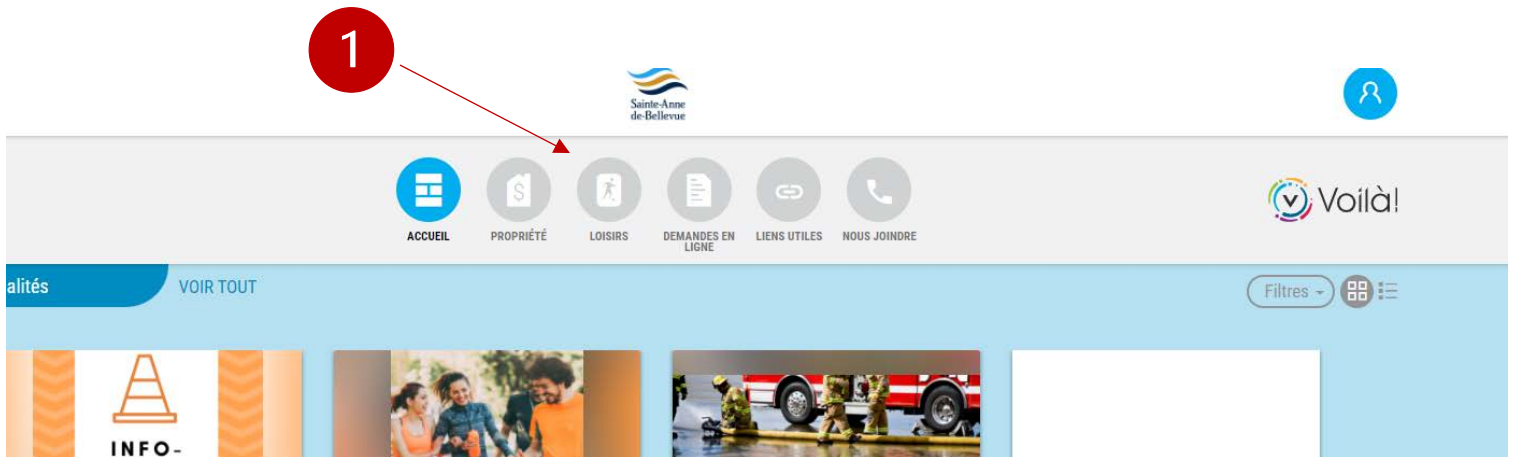 1
Sainte-Anne
de-Bellevue
ACCUEIL
PROPRIÉTÉ
LOISIRS
DEMANDES EN
LIGNE
LIENS UTILES
NOUS JOINDRE
Voilà!
alités
VOIR TOUT
Filtres
INFO-